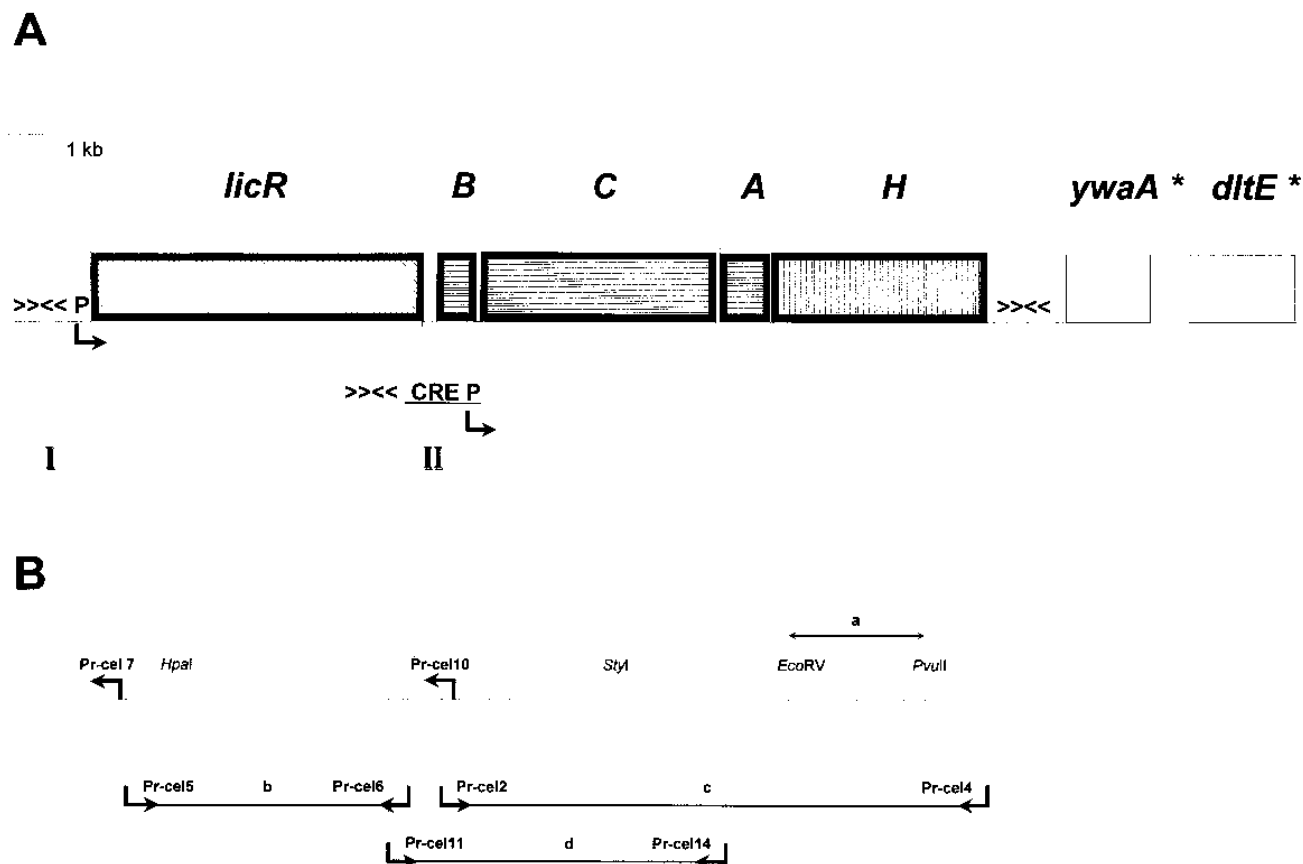 A
1 kb
licR B C A H ywaA * dltE *
>><< P >><<
>><< CRE P
I II
B
a
Pr-cel 7 HpaI Pr-cel10 StyI EcoRV PvuII
Pr-cel5 b Pr-cel6 Pr-cel2 c Pr-cel4
Pr-cel11 d Pr-cel14